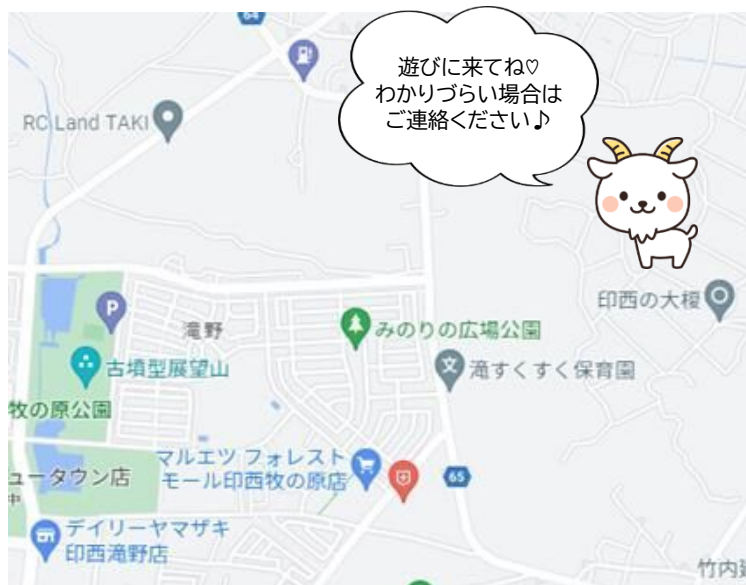 64
遊びに来てね♡
わかりづらい場合は
ご連絡ください♪
RC Land TAKI
印西の大榎
P
滝野
みのりの広場公園
古墳型展望山
文
滝すくすく保育園
牧の原公園
マルエツ フォレスト
モール印西牧の原店
ュータウン店
中
65
デイリーヤマザキ
印西滝野店
竹内